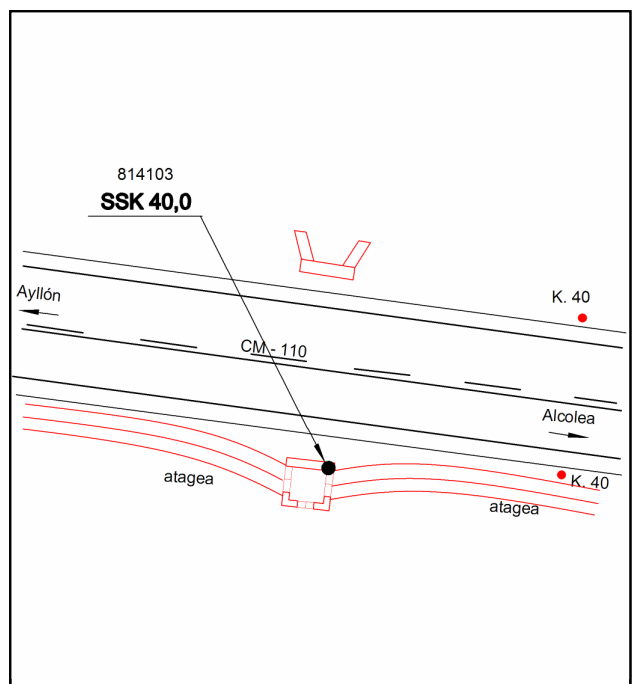 814103
SSK 40,0
Ayllón
K. 40
CM - 110
Alcolea
atagea
K. 40
atagea